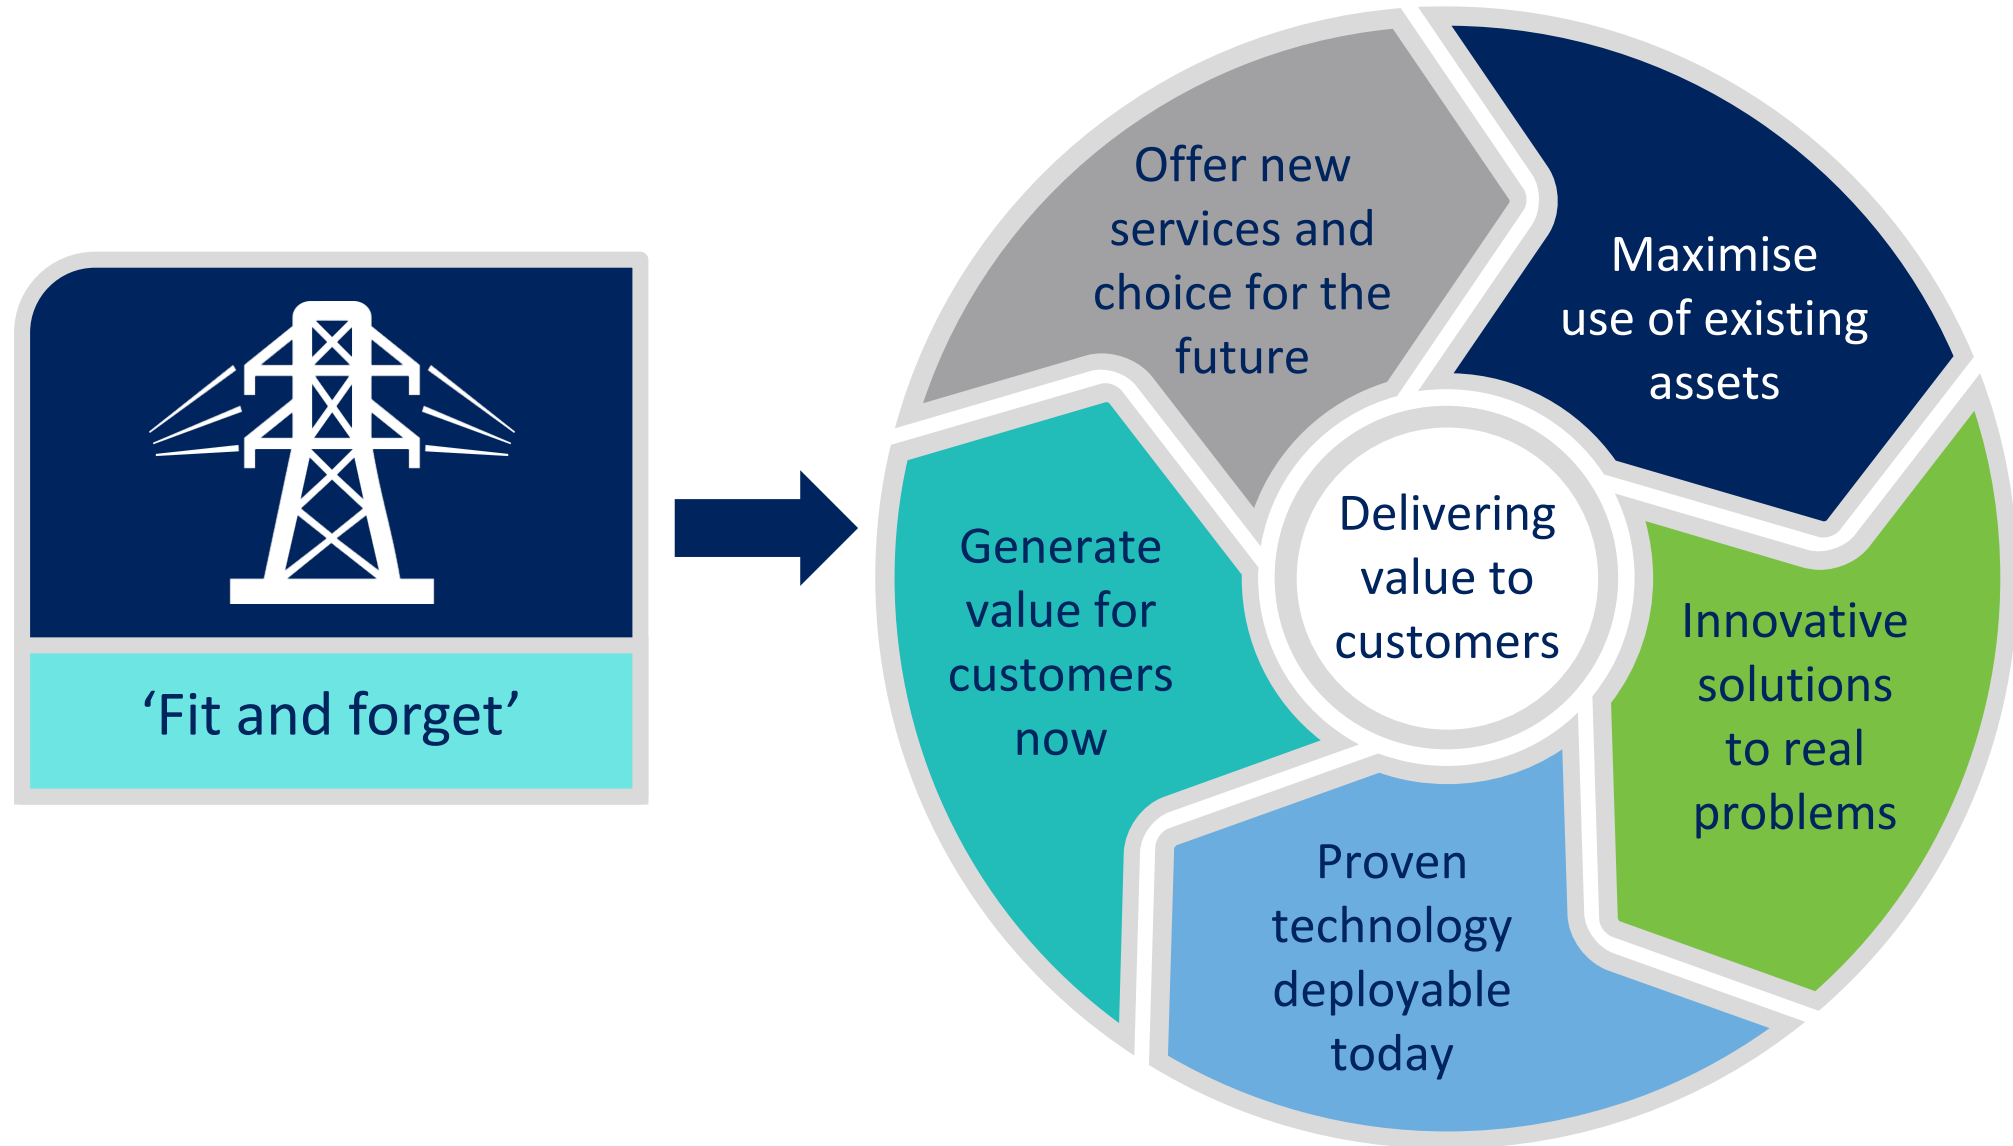 ‘Fit and forget’
Offer new
services and
choice for the
future
Maximise
use of existing
assets
Innovative
solutions
to real
problems
Proven
technology
deployable
today
Generate
value for
customers
now
Delivering
value to
customers